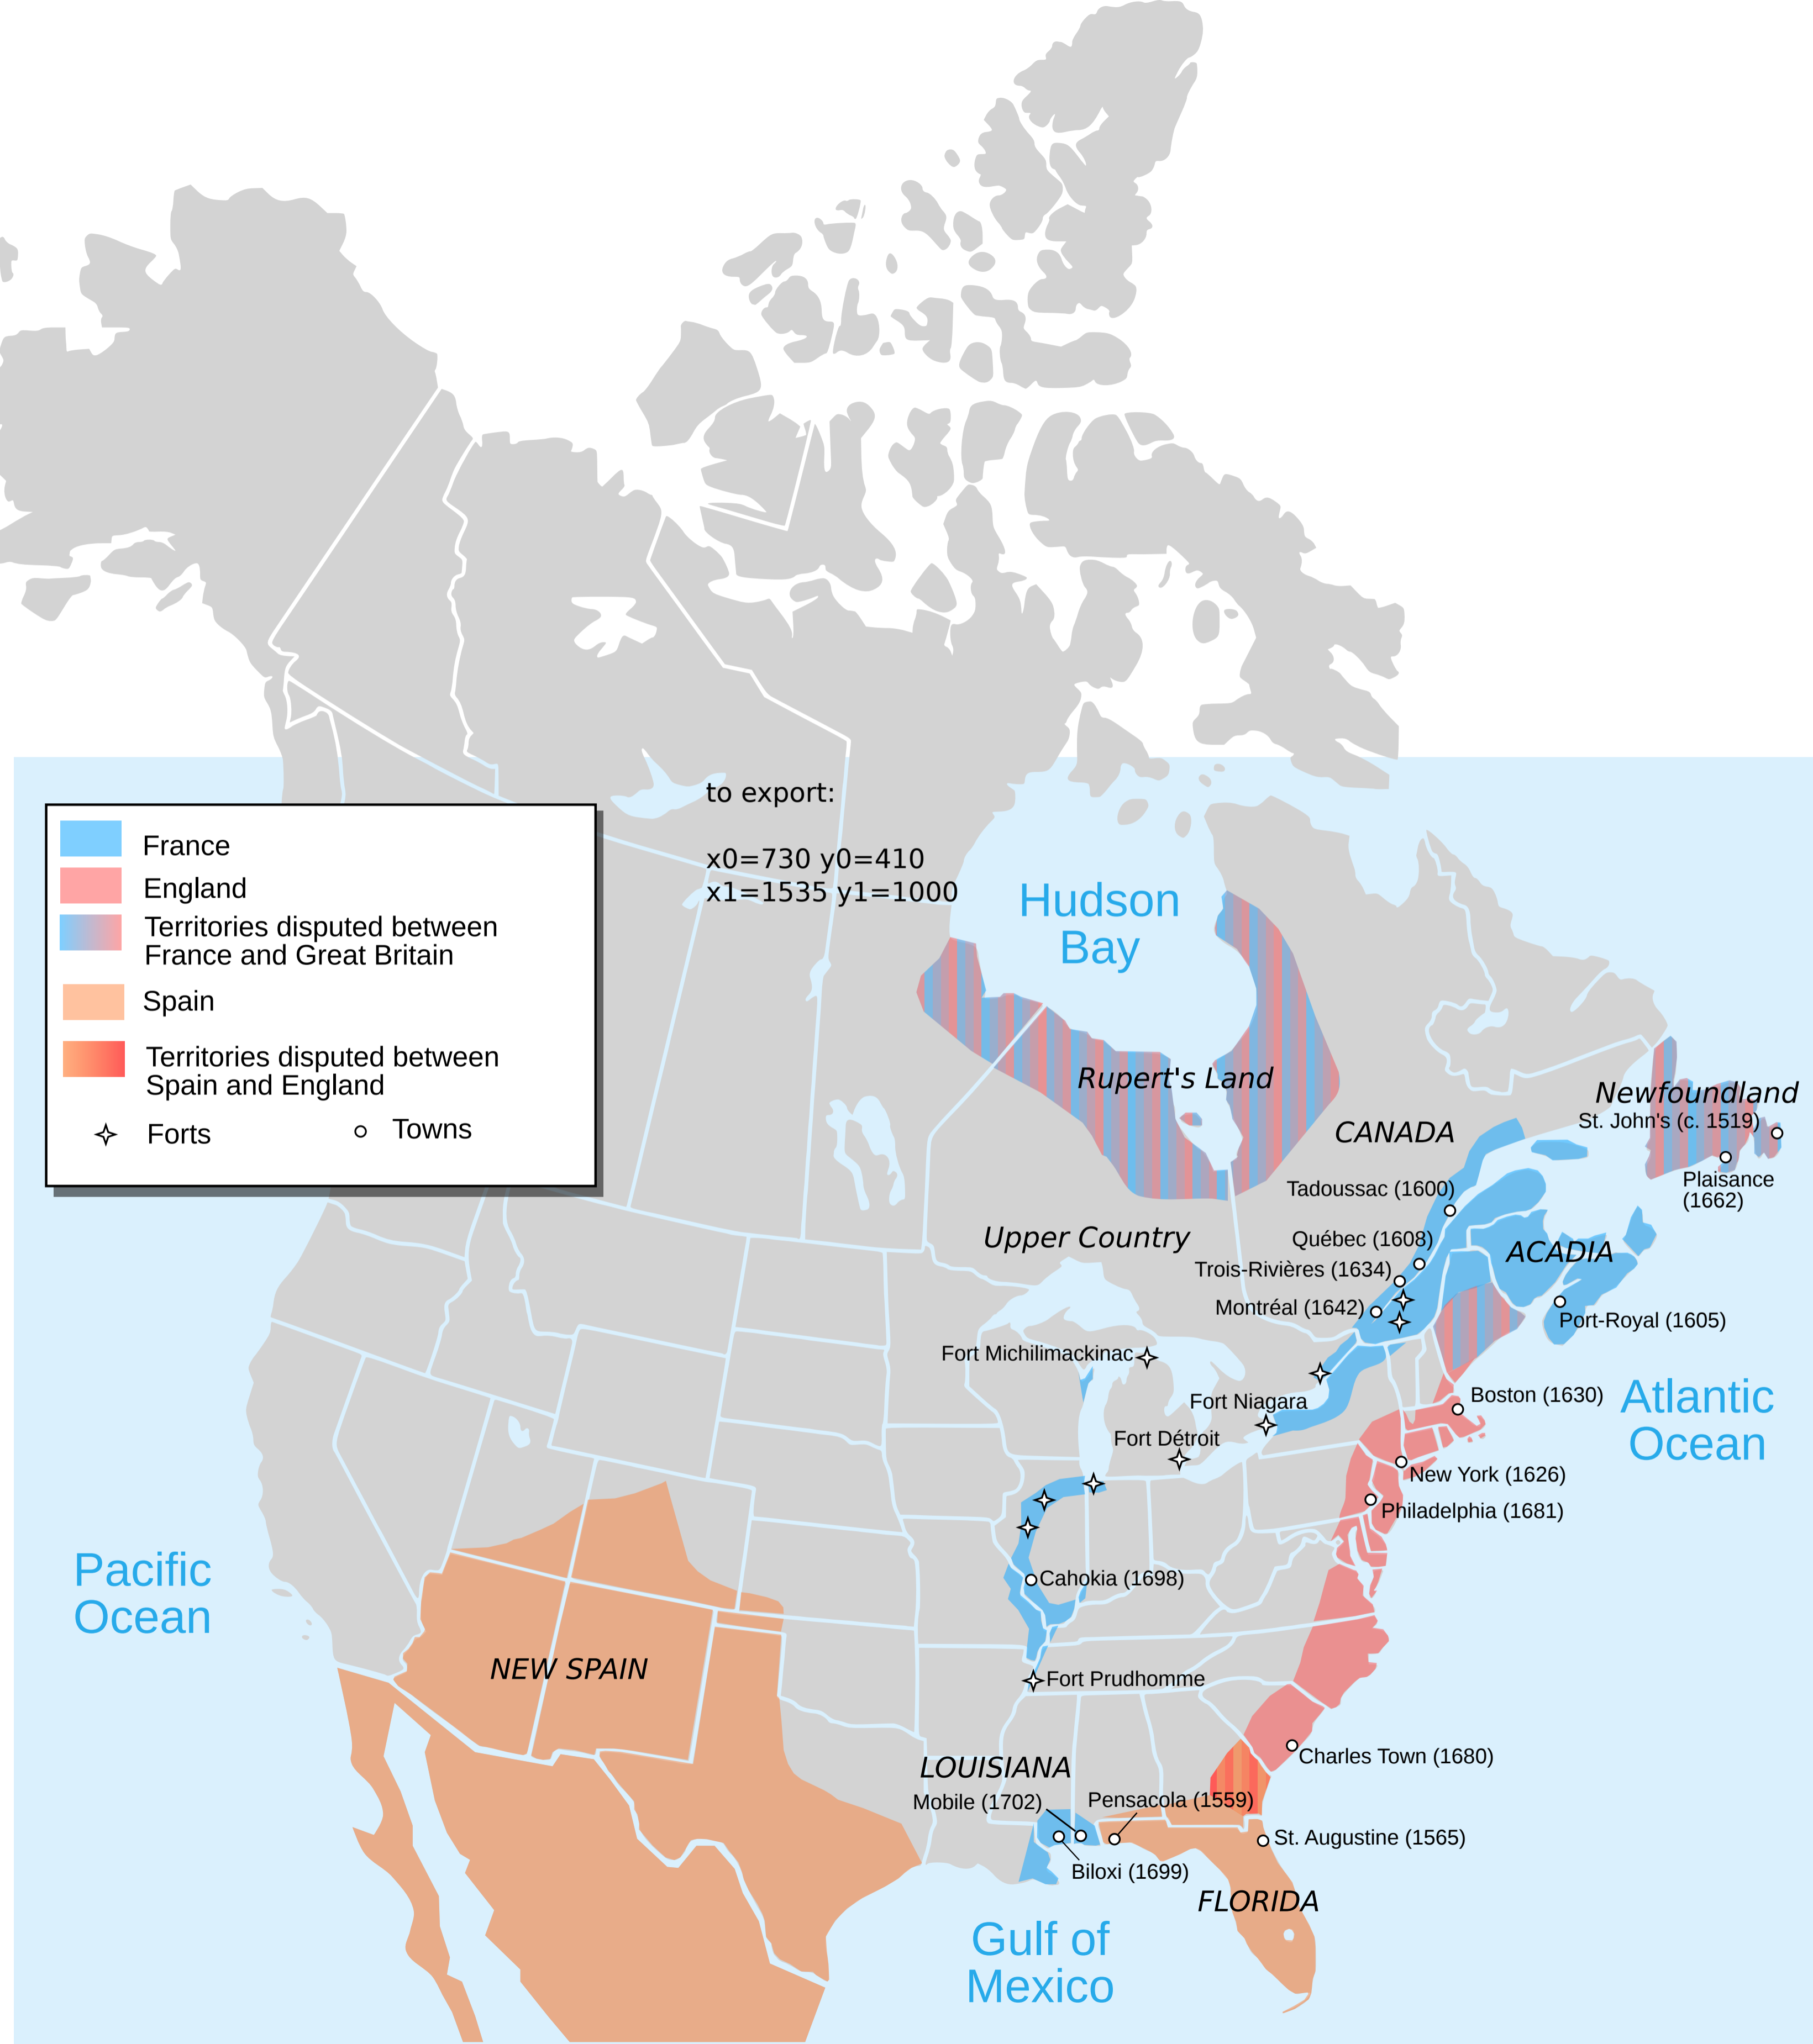 to export:
x0=730 y0=410
x1=1535 y1=1000
France
England
Territories disputed between
France and Great Britain
Spain
Territories disputed between
Spain and England
Forts
Towns
Hudson
Bay
Rupert's Land
Newfoundland
St. John's (c. 1519)
Plaisance
(1662)
CANADA
Tadoussac (1600)
Upper Country
Québec (1608)
ACADIA
Trois-Rivières (1634)
Montréal (1642)
Port-Royal (1605)
Fort Michilimackinac
Fort Niagara
Boston (1630)
Atlantic
Ocean
Fort Détroit
New York (1626)
Philadelphia (1681)
Pacific
Ocean
Cahokia (1698)
NEW SPAIN
Fort Prudhomme
LOUISIANA
Charles Town (1680)
Mobile (1702)
Pensacola (1559)
St. Augustine (1565)
Biloxi (1699)
FLORIDA
Gulf of
Mexico